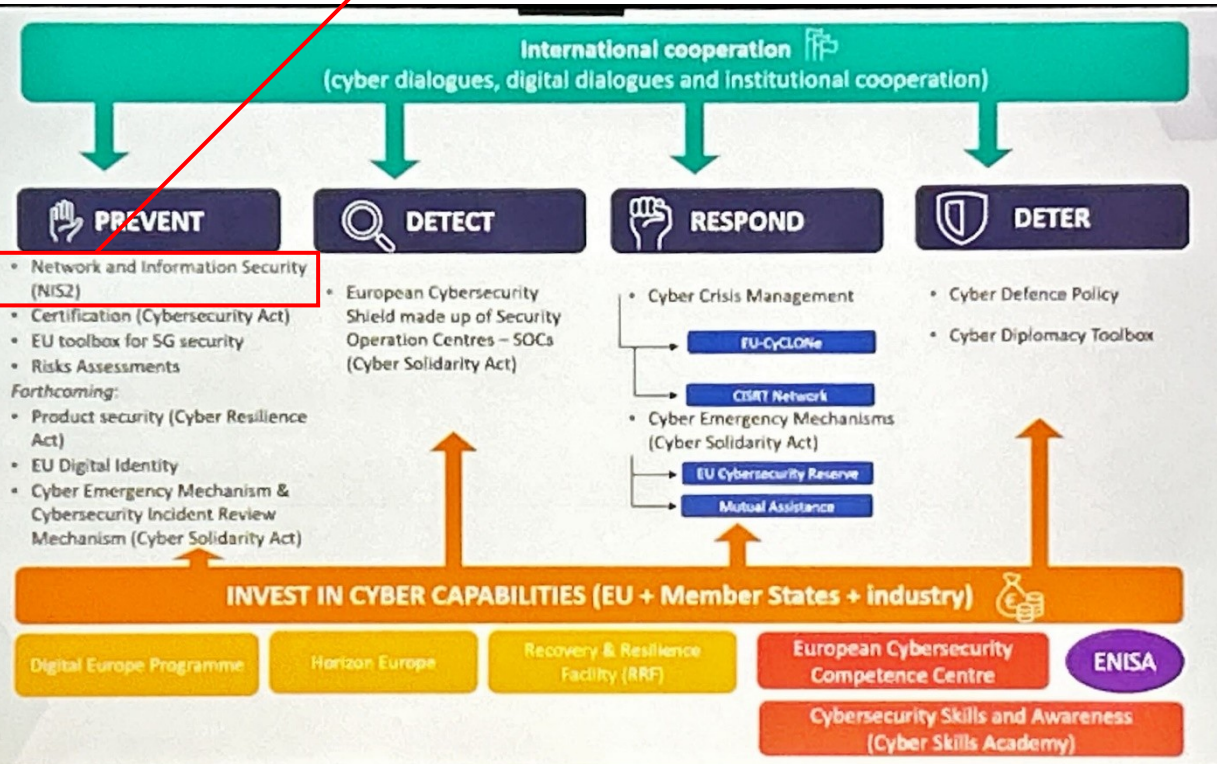 International cooperation
(cyber dialogues, digital dialogues and institutional cooperation)
PREVENT
• Network and Information Security
(NIS2)
• Certification (Cybersecurity Act)
• EU toolbox for 5G security
• Risks Assessments
Forthcoming:
• Product security (Cyber Resilience
Act)
• EU Digital Identity
• Cyber Emergency Mechanism &
Cybersecurity Incident Review
Mechanism (Cyber Solidarity Act)
DETECT
• European Cybersecurity
Shield made up of Security
Operation Centres – SOCs
(Cyber Solidarity Act)
RESPOND
• Cyber Crisis Management
EU-CyCLONe
CISRT Network
• Cyber Emergency Mechanisms
(Cyber Solidarity Act)
EU Cybersecurity Reserve
Mutual Assistance
DETER
• Cyber Defence Policy
• Cyber Diplomacy Toolbox
INVEST IN CYBER CAPABILITIES (EU + Member States + industry)
Digital Europe Programme
Horizon Europe
Recovery & Resilience
Facility (RRF)
European Cybersecurity
Competence Centre
ENISA
Cybersecurity Skills and Awareness
(Cyber Skills Academy)